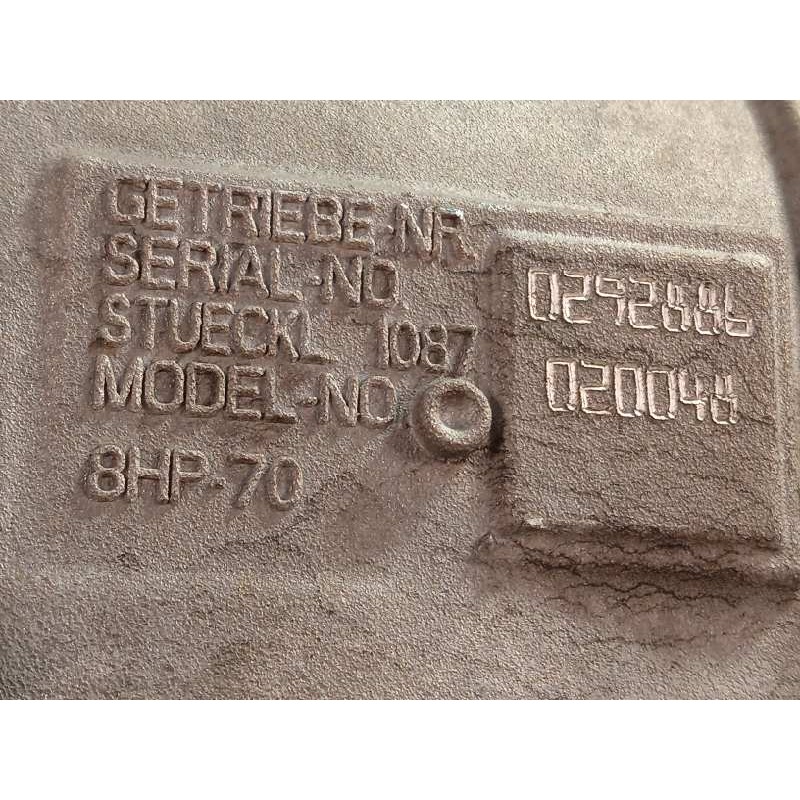 GETRIEBE-NR
SERIAL-NO
STUECKL 1087
MODEL-NO
8HP-70
0292886
020048